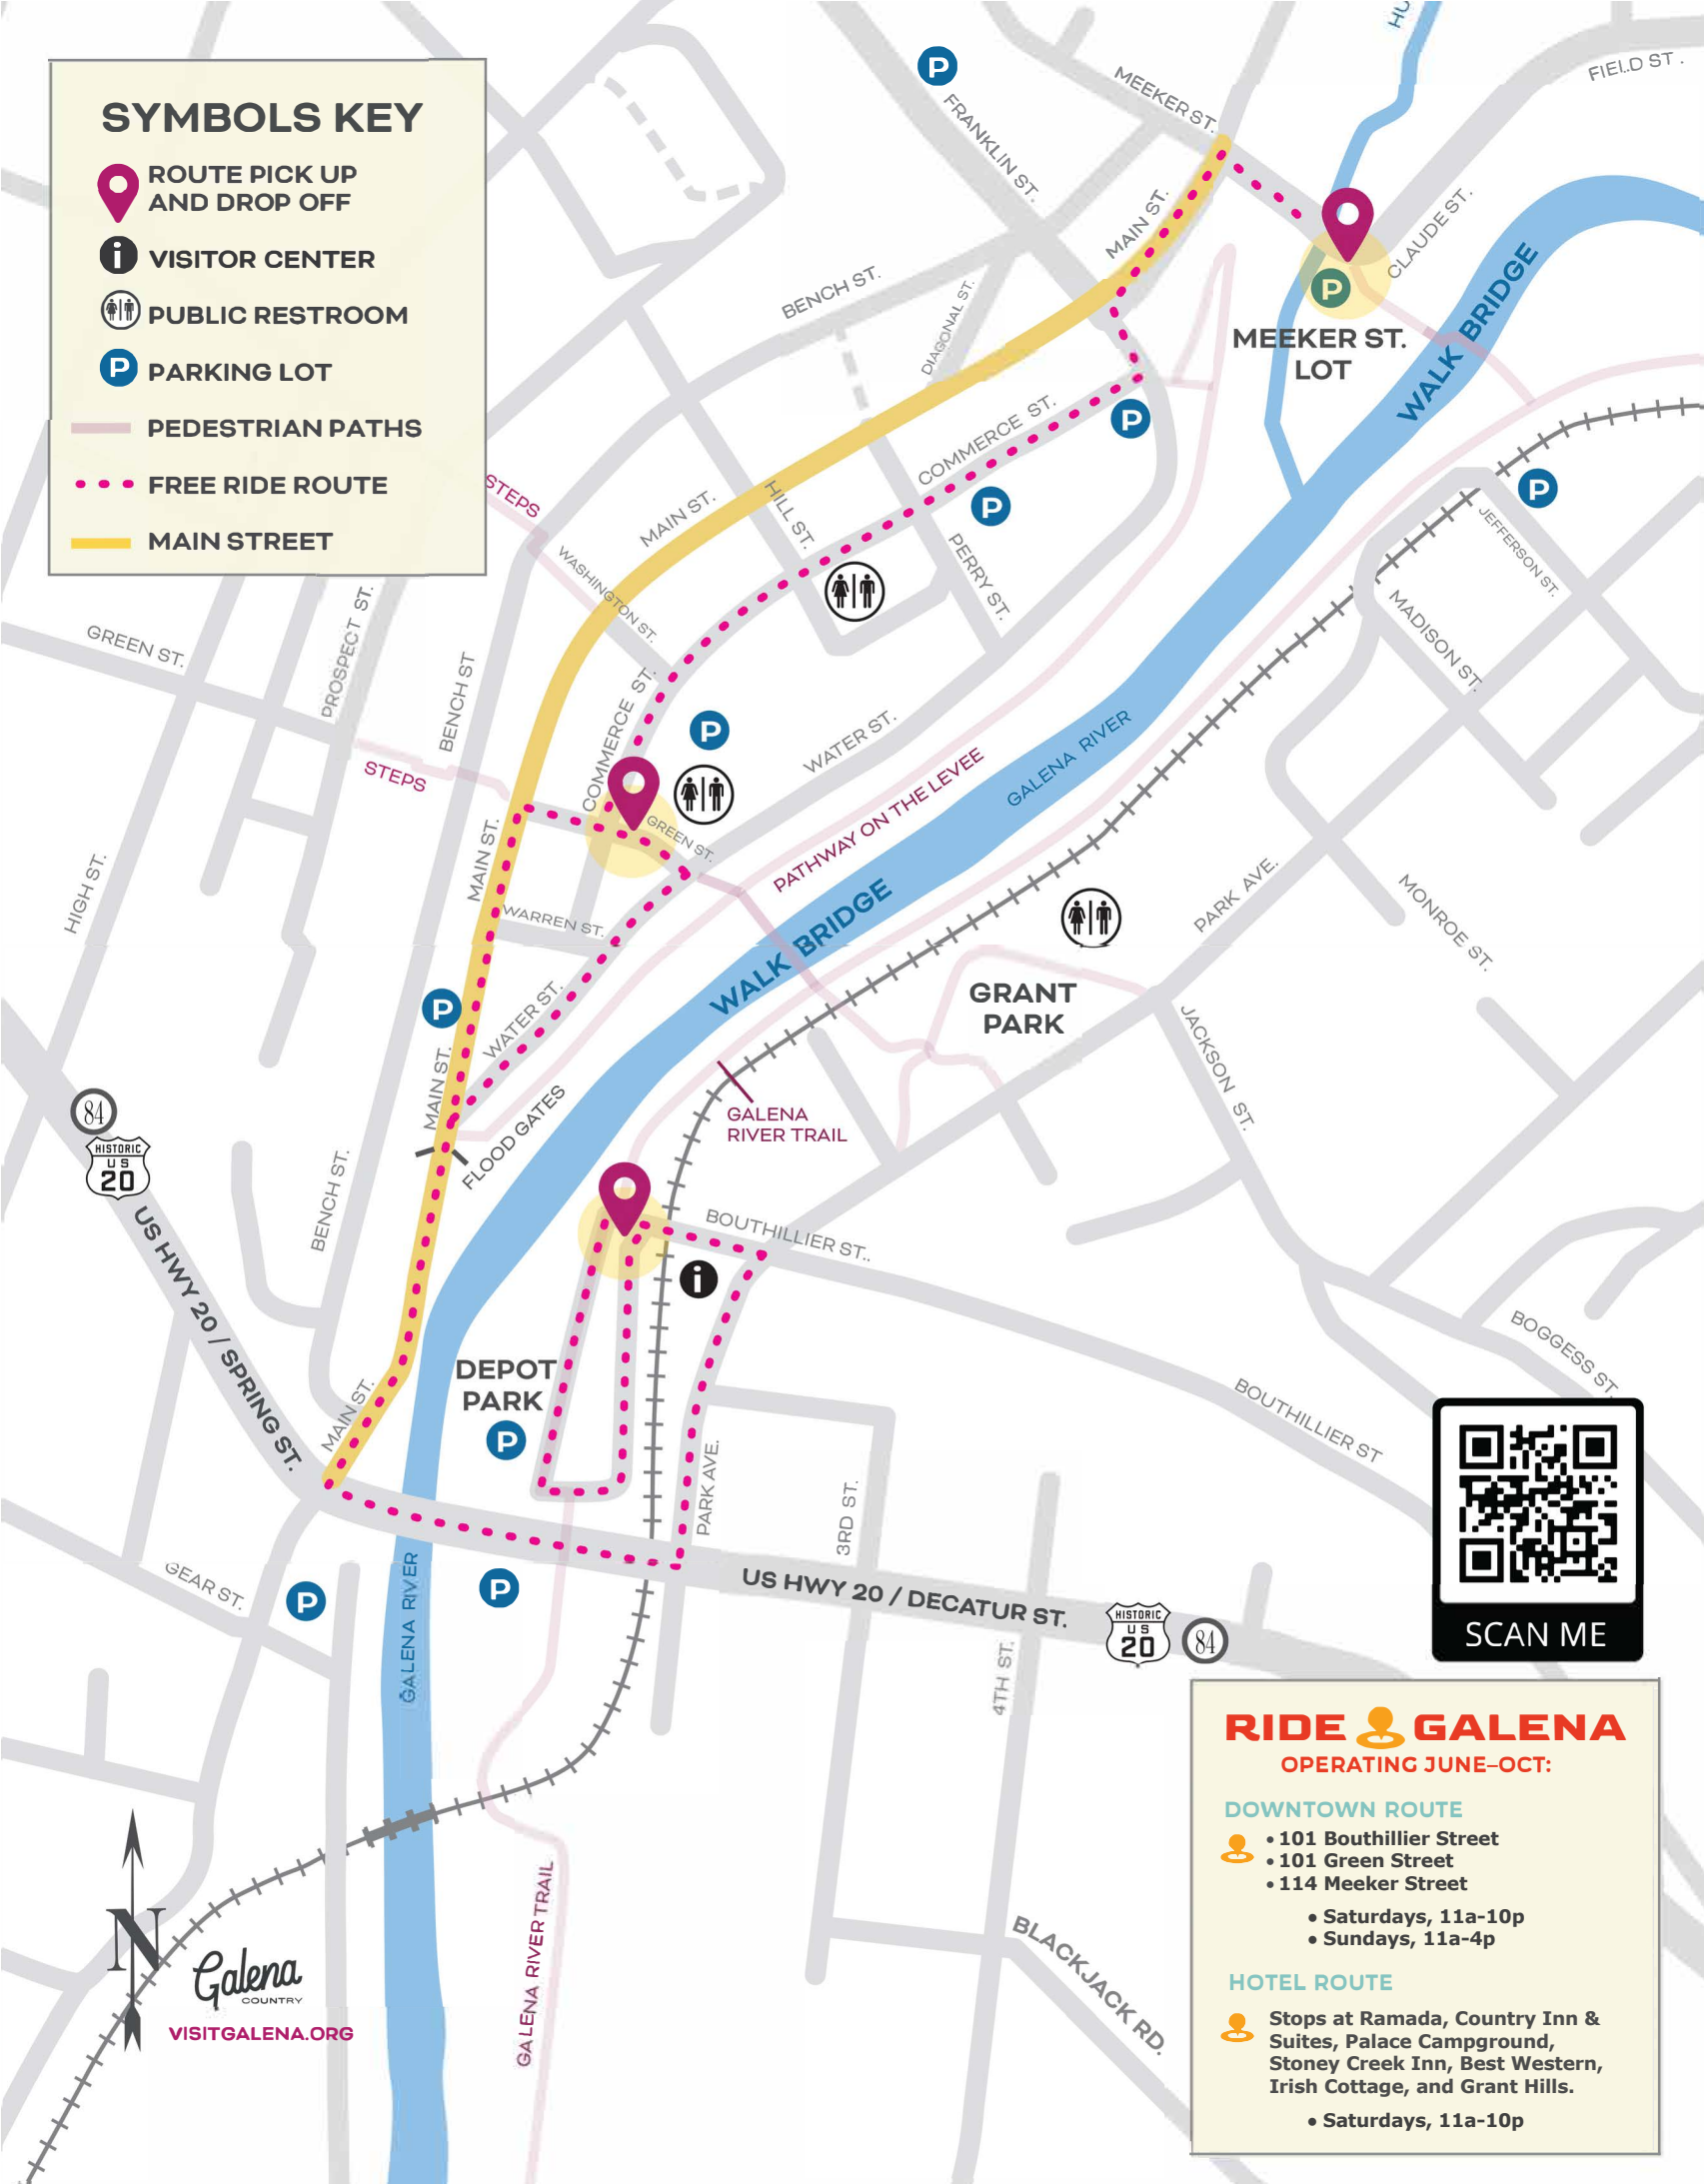 SYMBOLS KEY
ROUTE PICK UP
AND DROP OFF
i
VISITOR CENTER
PUBLIC RESTROOM
P
PARKING LOT
PEDESTRIAN PATHS
FREE RIDE ROUTE
MAIN STREET
P
FRANKLIN ST.
MEEKER ST.
HU
FIELD ST.
MAIN ST.
CLAUDE ST.
P
MEEKER ST.
LOT
WALK BRIDGE
BENCH ST.
DIAGONAL ST.
COMMERCE ST.
P
P
P
STEPS
MAIN ST.
HILL ST.
PERRY ST.
JEFFERSON ST.
MADISON ST.
WASHINGTON ST.
GREEN ST.
PROSPECT ST.
BENCH ST
COMMERCE ST.
P
WATER ST.
STEPS
GREEN ST.
PATHWAY ON THE LEVEE
GALENA RIVER
HIGH ST.
MAIN ST.
WARREN ST.
WALK BRIDGE
PARK AVE.
MONROE ST.
GRANT
PARK
P
WATER ST.
MAIN ST.
JACKSON ST.
FLOOD GATES
GALENA
RIVER TRAIL
84
HISTORIC
US
20
US HWY 20 / SPRING ST.
BENCH ST.
BOUTHILLIER ST..
i
DEPOT
PARK
P
MAIN ST.
BOGGESS ST.
BOUTHILLIER ST
PARK AVE.
3RD ST.
SCAN ME
GEAR ST.
P
GALENA RIVER
P
US HWY 20 / DECATUR ST.
HISTORIC
US
20
84
4TH ST.
RIDE GALENA
OPERATING JUNE–OCT:
DOWNTOWN ROUTE
• 101 Bouthillier Street
• 101 Green Street
• 114 Meeker Street
• Saturdays, 11a-10p
• Sundays, 11a-4p
HOTEL ROUTE
Stops at Ramada, Country Inn &
Suites, Palace Campground,
Stoney Creek Inn, Best Western,
Irish Cottage, and Grant Hills.
• Saturdays, 11a-10p
GALENA RIVER TRAIL
BLACKJACK RD.
N
Galena
COUNTRY
VISITGALENA.ORG